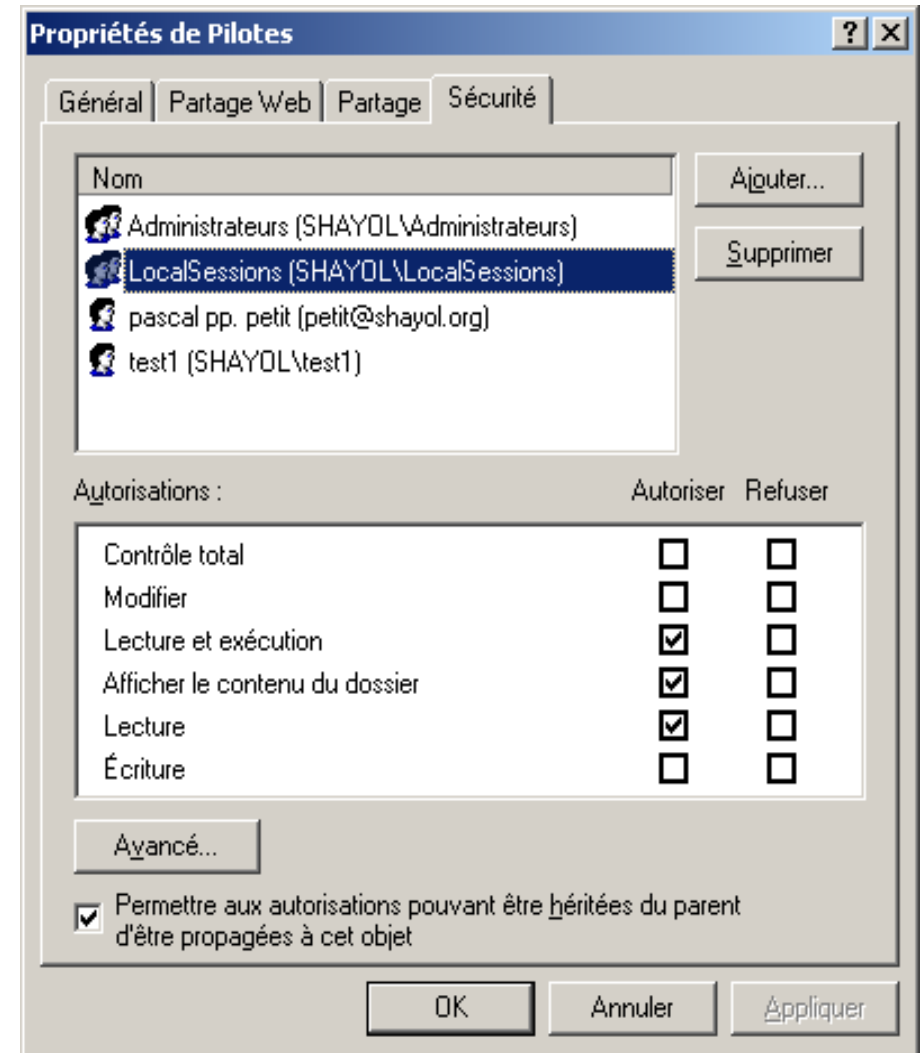 Propriétés de Pilotes
Général Partage Web Partage Sécurité
Nom
Ajouter...
Administrateurs (SHAYOL\Administrateurs)
Supprimer
LocalSessions (SHAYOL\LocalSessions)
pascal pp. petit (petit@shayol.org)
test1 (SHAYOL\test1)
Autorisations : Autoriser Refuser
Contrôle total
Modifier
Lecture et exécution
Afficher le contenu du dossier
Lecture
Écriture
Avancé...
Permettre aux autorisations pouvant être héritées du parent
d'être propagées à cet objet
OK Annuler Appliquer